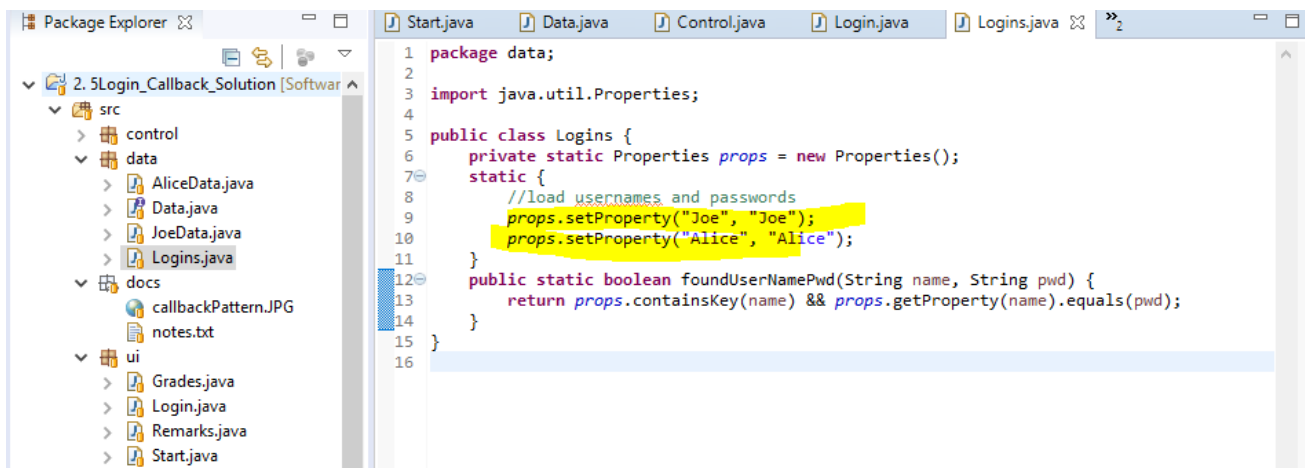 Package Explorer
2. 5Login_Callback_Solution [Softwar
src
control
data
AliceData.java
Data.java
JoeData.java
Logins.java
docs
callbackPattern.JPG
notes.txt
ui
Grades.java
Login.java
Remarks.java
Start.java
Start.java Data.java Control.java Login.java Logins.java »2
1 package data;
2
3 import java.util.Properties;
4
5 public class Logins {
6 private static Properties props = new Properties();
7 static {
8 //load usernames and passwords
9 props.setProperty("Joe", "Joe");
10 props.setProperty("Alice", "Alice");
11 }
12 public static boolean foundUserNamePwd(String name, String pwd) {
13 return props.containsKey(name) && props.getProperty(name).equals(pwd);
14 }
15 }
16